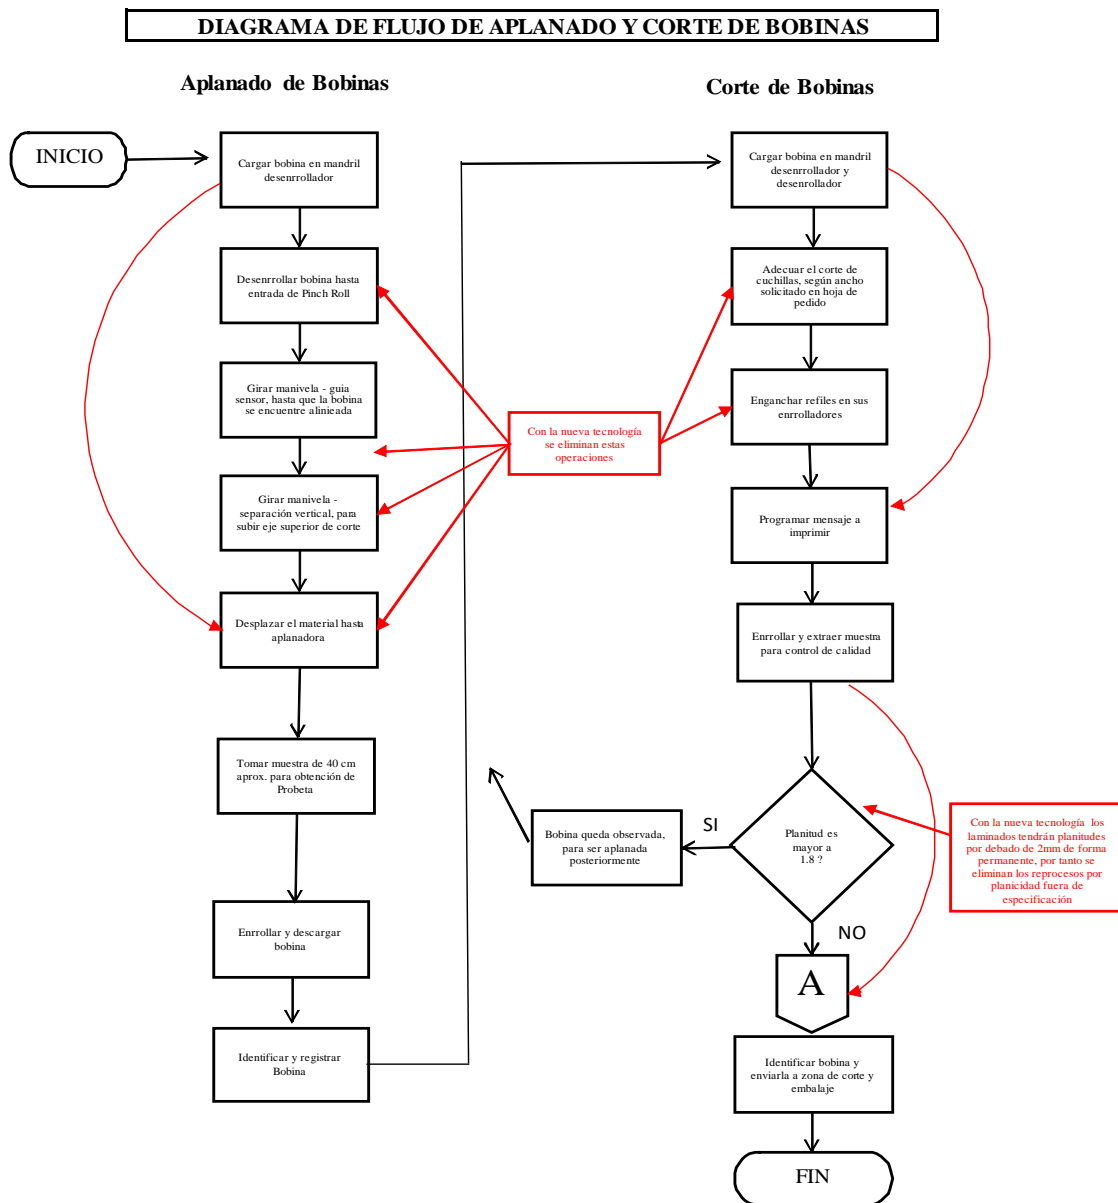 DIAGRAMA DE FLUJO DE APLANADO Y CORTE DE BOBINAS
Aplanado de Bobinas
INICIO
Cargar bobina en mandril
desenrrollador
Desenrrollar bobina hasta
entrada de Pinch Roll
Girar manivela - guia
sensor, hasta que la bobina
se encuentre alinieada
Girar manivela -
separación vertical, para
subir eje superior de corte
Desplazar el material hasta
aplanadora
Tomar muestra de 40 cm
aprox. para obtención de
Probeta
Enrrollar y descargar
bobina
Identificar y registrar
Bobina
Con la nueva tecnología
se eliminan estas
operaciones
Corte de Bobinas
Cargar bobina en mandril
desenrrollador y
desenrollador
Adecuar el corte de
cuchillas, según ancho
solicitado en hoja de
pedido
Enganchar refiles en sus
enrrolladores
Programar mensaje a
imprimir
Enrrollar y extraer muestra
para control de calidad
Planitud es
mayor a
1.8 ?
SI
Bobina queda observada,
para ser aplanada
posteriormente
Con la nueva tecnología los
laminados tendrán planitudes
por debado de 2mm de forma
permanente, por tanto se
eliminan los reprocesos por
planicidad fuera de
especificación
NO
A
Identificar bobina y
enviarla a zona de corte y
embalaje
FIN